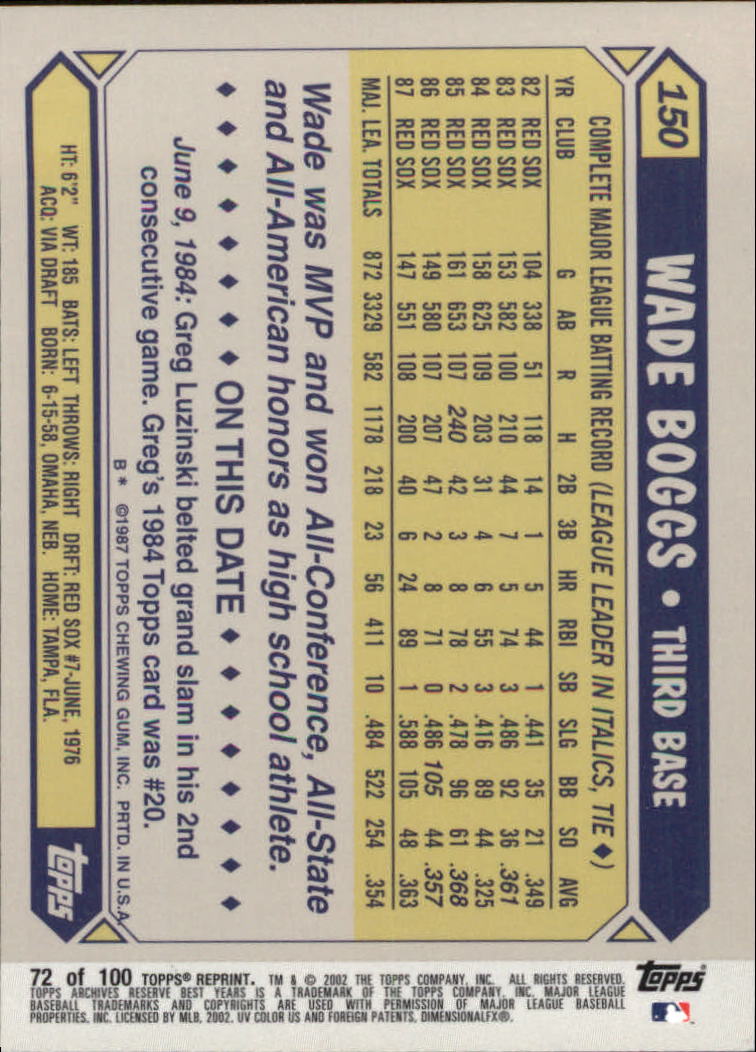 150 WADE BOGGS • THIRD BASE
COMPLETE MAJOR LEAGUE BATTING RECORD (LEAGUE LEADER IN ITALICS, TIE ◆)
YR CLUB G AB R H 2B 3B HR RBI SB SLG BB SO AVG
82 RED SOX 104 338 51 118 14 1 5 44 1 .441 35 21 .349
83 RED SOX 153 582 100 210 44 7 5 74 3 .486 92 36 .361
84 RED SOX 158 625 109 203 31 4 6 55 3 .416 89 44 .325
85 RED SOX 161 653 107 240 42 3 8 78 2 .478 96 61 .368
86 RED SOX 149 580 107 207 47 2 8 71 0 .486 105 44 .357
87 RED SOX 147 551 108 200 40 6 24 89 1 .588 105 48 .363
MAJ. LEA. TOTALS 872 3329 582 1178 218 23 56 411 10 .484 522 254 .354
Wade was MVP and won All-Conference, All-State
and All-American honors as high school athlete.
◆ ◆ ◆ ◆ ◆ ◆ ◆ ◆ ◆ ◆ ON THIS DATE ◆ ◆ ◆ ◆ ◆ ◆ ◆ ◆ ◆ ◆
June 9, 1984: Greg Luzinski belted grand slam in his 2nd
consecutive game. Greg's 1984 Topps card was #20.
B* ©1987 TOPPS CHEWING GUM, INC. PRTD. IN U.S.A.
HT: 6'2" WT: 185 BATS: LEFT THROWS: RIGHT DRFT: RED SOX #7-JUNE, 1976
ACQ: VIA DRAFT BORN: 6-15-58, OMAHA, NEB. HOME: TAMPA, FLA.
topps
72 of 100 TOPPS® REPRINT. TM & © 2002 THE TOPPS COMPANY, INC. ALL RIGHTS RESERVED.
TOPPS ARCHIVES RESERVE BEST YEARS IS A TRADEMARK OF THE TOPPS COMPANY, INC. MAJOR LEAGUE
BASEBALL TRADEMARKS AND COPYRIGHTS ARE USED WITH PERMISSION OF MAJOR LEAGUE BASEBALL
PROPERTIES, INC. LICENSED BY MLB, 2002. UV COLOR US AND FOREIGN PATENTS, DIMENSIONALFX®.
topps